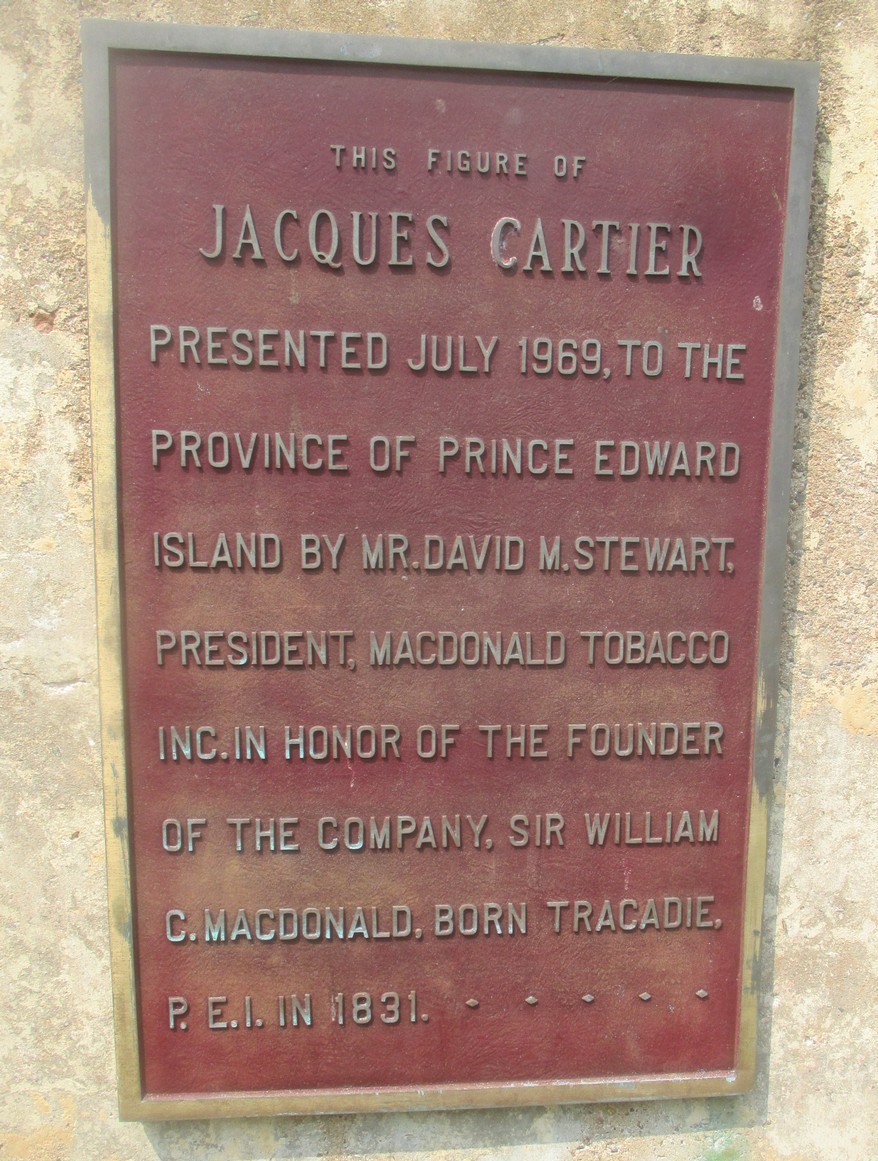 THIS FIGURE OF
JACQUES CARTIER
PRESENTED JULY 1969, TO THE
PROVINCE OF PRINCE EDWARD
ISLAND BY MR. DAVID M. STEWART,
PRESIDENT, MACDONALD TOBACCO
INC. IN HONOR OF THE FOUNDER
OF THE COMPANY, SIR WILLIAM
C. MACDONALD, BORN TRACADIE,
P. E. I. IN 1831.